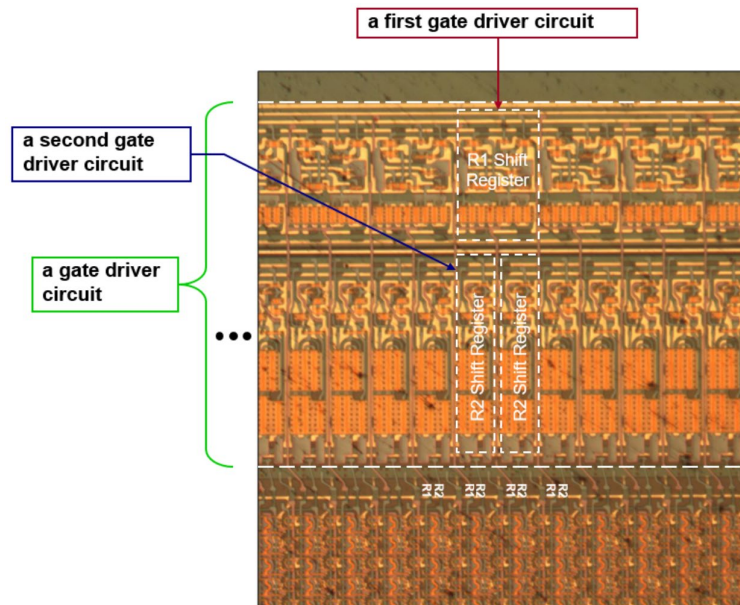 a first gate driver circuit
a second gate
driver circuit
R1 Shift
Register
a gate driver
circuit
R2 Shift Register
R2 Shift Register
R1
R2
R1
R2
R1
R2
R1
R2